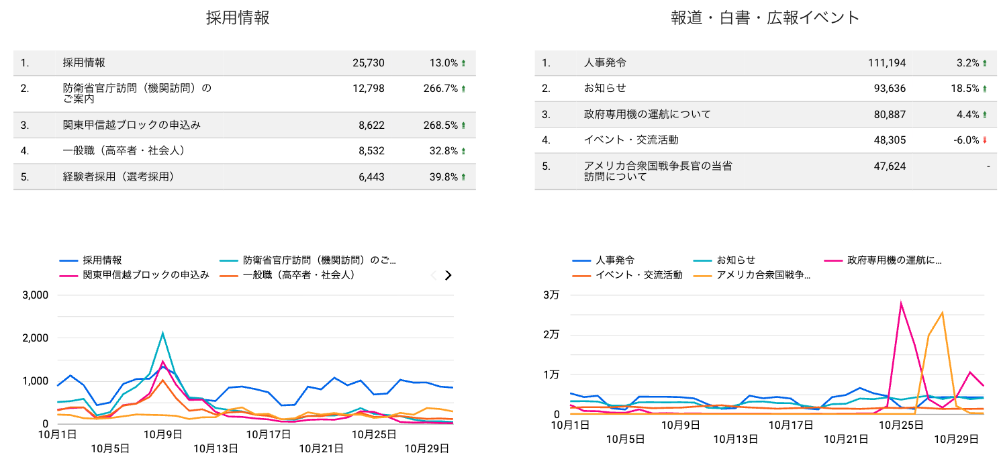 採用情報
1. 採用情報 25,730 13.0%
2. 防衛省官庁訪問（機関訪問）の 12,798 266.7%
ご案内
3. 関東甲信越ブロックの申込み 8,622 268.5%
4. 一般職（高卒者・社会人） 8,532 32.8%
5. 経験者採用（選考採用） 6,443 39.8%
採用情報 防衛省官庁訪問（機関訪問）のご...
関東甲信越ブロックの申込み 一般職（高卒者・社会人）
3,000
2,000
1,000
0
10月1日 10月9日 10月17日 10月25日
10月5日 10月13日 10月21日 10月29日
報道・白書・広報イベント
1. 人事発令 111,194 3.2%
2. お知らせ 93,636 18.5%
3. 政府専用機の運航について 80,887 4.4%
4. イベント・交流活動 48,305 -6.0%
5. アメリカ合衆国戦争長官の当省 47,624 -
訪問について
人事発令 お知らせ 政府専用機の運航に...
イベント・交流活動 アメリカ合衆国戦争...
3万
2万
1万
0
10月1日 10月9日 10月17日 10月25日
10月5日 10月13日 10月21日 10月29日